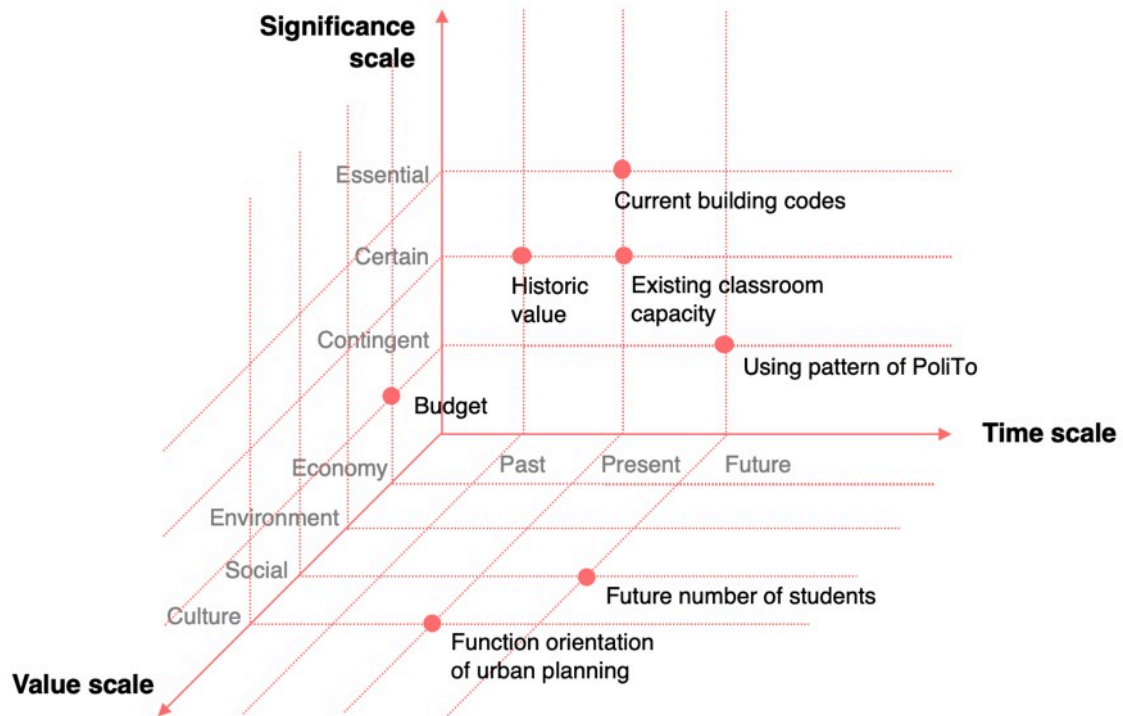 Significance
scale
Essential
Current building codes
Certain
Historic
value
Existing classroom
capacity
Contingent
Using pattern of PoliTo
Budget
Time scale
Economy
Past
Present
Future
Environment
Social
Future number of students
Culture
Function orientation
of urban planning
Value scale